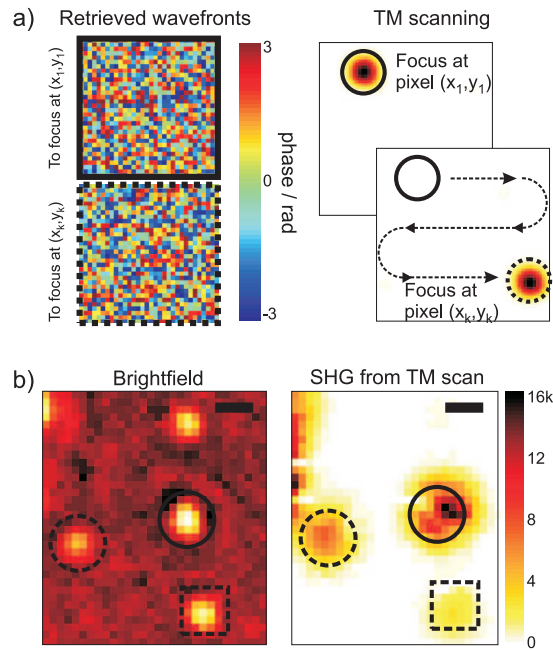 a)
Retrieved wavefronts
TM scanning
To focus at (x1,y1)
To focus at (xk,yk)
3
0
-3
phase / rad
Focus at
pixel (x1,y1)
Focus at
pixel (xk,yk)
b)
Brightfield
SHG from TM scan
16k
12
8
4
0